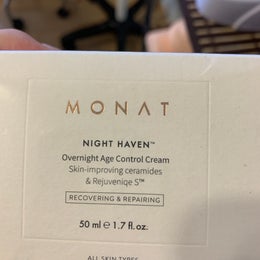 MONAT
NIGHT HAVEN™
Overnight Age Control Cream
Skin-improving ceramides
& Rejuveniqe S™
RECOVERING & REPAIRING
50 ml ℮ 1.7 fl.oz.
ALL SKIN TYPES